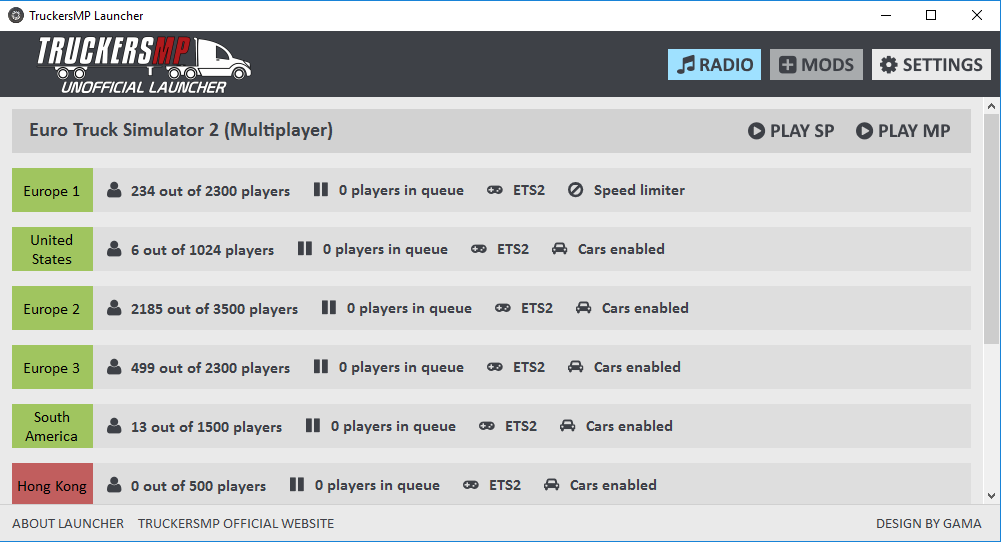 TruckersMP Launcher
TRUCKERSMP
UNOFFICIAL LAUNCHER
RADIO MODS SETTINGS
Euro Truck Simulator 2 (Multiplayer) PLAY SP PLAY MP
Europe 1 234 out of 2300 players 0 players in queue ETS2 Speed limiter
United
States 6 out of 1024 players 0 players in queue ETS2 Cars enabled
Europe 2 2185 out of 3500 players 0 players in queue ETS2 Cars enabled
Europe 3 499 out of 2300 players 0 players in queue ETS2 Cars enabled
South
America 13 out of 1500 players 0 players in queue ETS2 Cars enabled
Hong Kong 0 out of 500 players 0 players in queue ETS2 Cars enabled
ABOUT LAUNCHER TRUCKERSMP OFFICIAL WEBSITE DESIGN BY GAMA